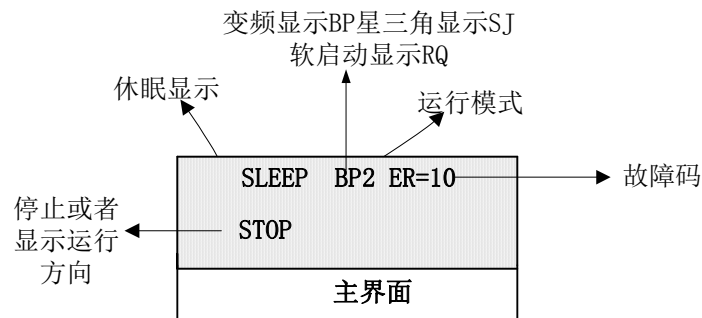 变频显示BP星三角显示SJ
软启动显示RQ
休眠显示
运行模式
SLEEP BP2 ER=10
故障码
停止或者
显示运行
方向
STOP
主界面